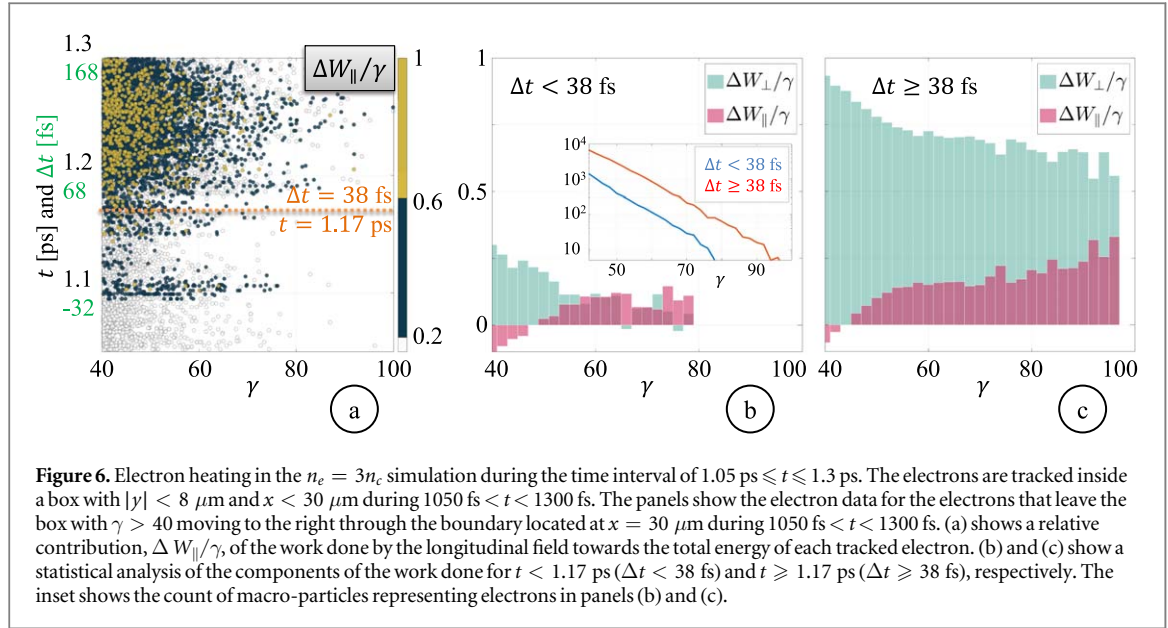 1.3
168
1.2
68
1.1
-32
t [ps] and Δt [fs]
ΔW∥/γ
Δt = 38 fs
t = 1.17 ps
1
0.6
0.2
40 60 80 100
γ
a
1
0.5
0
Δt < 38 fs
ΔW⊥/γ
ΔW∥/γ
10⁴
10³
10²
10
Δt < 38 fs
Δt ≥ 38 fs
50 70 90
γ
40 60 80 100
γ
b
Δt ≥ 38 fs
ΔW⊥/γ
ΔW∥/γ
40 60 80 100
γ
c
Figure 6. Electron heating in the nₑ = 3n꜀ simulation during the time interval of 1.05 ps ⩽ t ⩽ 1.3 ps. The electrons are tracked inside
a box with |y| < 8 μm and x < 30 μm during 1050 fs < t < 1300 fs. The panels show the electron data for the electrons that leave the
box with γ > 40 moving to the right through the boundary located at x = 30 μm during 1050 fs < t < 1300 fs. (a) shows a relative
contribution, Δ W∥/γ, of the work done by the longitudinal field towards the total energy of each tracked electron. (b) and (c) show a
statistical analysis of the components of the work done for t < 1.17 ps (Δt < 38 fs) and t ⩾ 1.17 ps (Δt ⩾ 38 fs), respectively. The
inset shows the count of macro-particles representing electrons in panels (b) and (c).